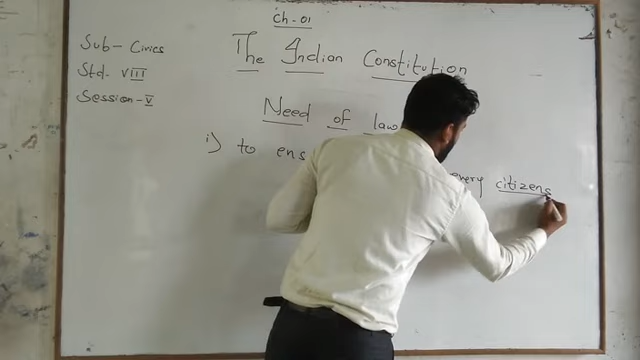 ch-01
Sub- Civics
The Indian Constitution
Std. VIII
Session-V
Need of law
i) to ens
every citizens